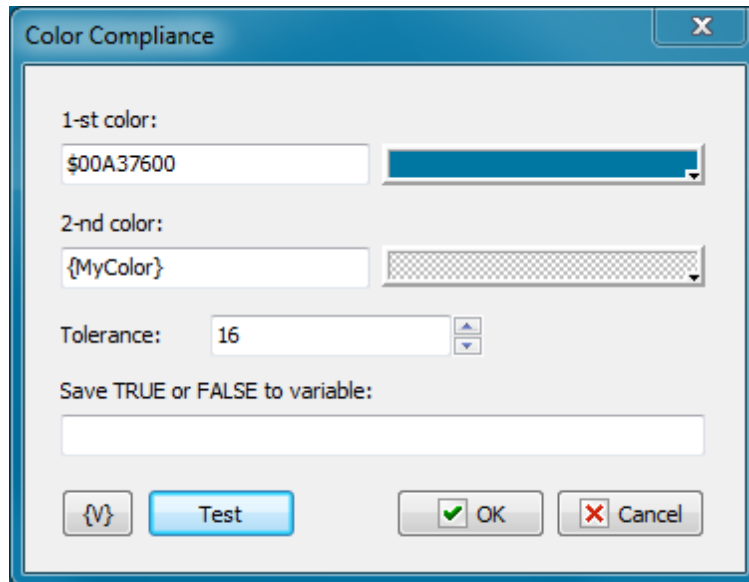 Color Compliance
1-st color:
$00A37600
2-nd color:
{MyColor}
Tolerance:
16
Save TRUE or FALSE to variable:
{V}
Test
OK
Cancel